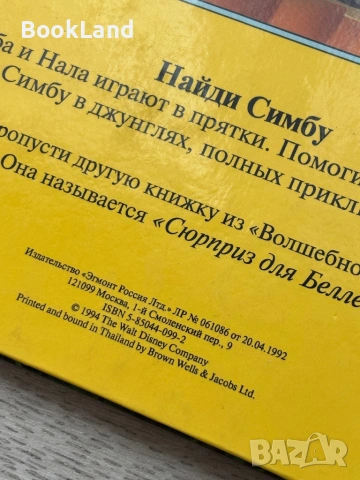 BookLand
Найди Симбу
ба и Нала играют в прятки. Помоги
Симбу в джунглях, полных прикл
ропусти другую книжку из «Волшебно
Она называется «Сюрприз для Белле
Издательство «Эгмонт Россия Лтд.» ЛР № 061086 от 20.04.1992
121099 Москва, 1-й Смоленский пер., 9
ISBN 5-85044-099-2
© 1994 The Walt Disney Company
Printed and bound in Thailand by Brown Wells & Jacobs Ltd.
BAZAR
bg